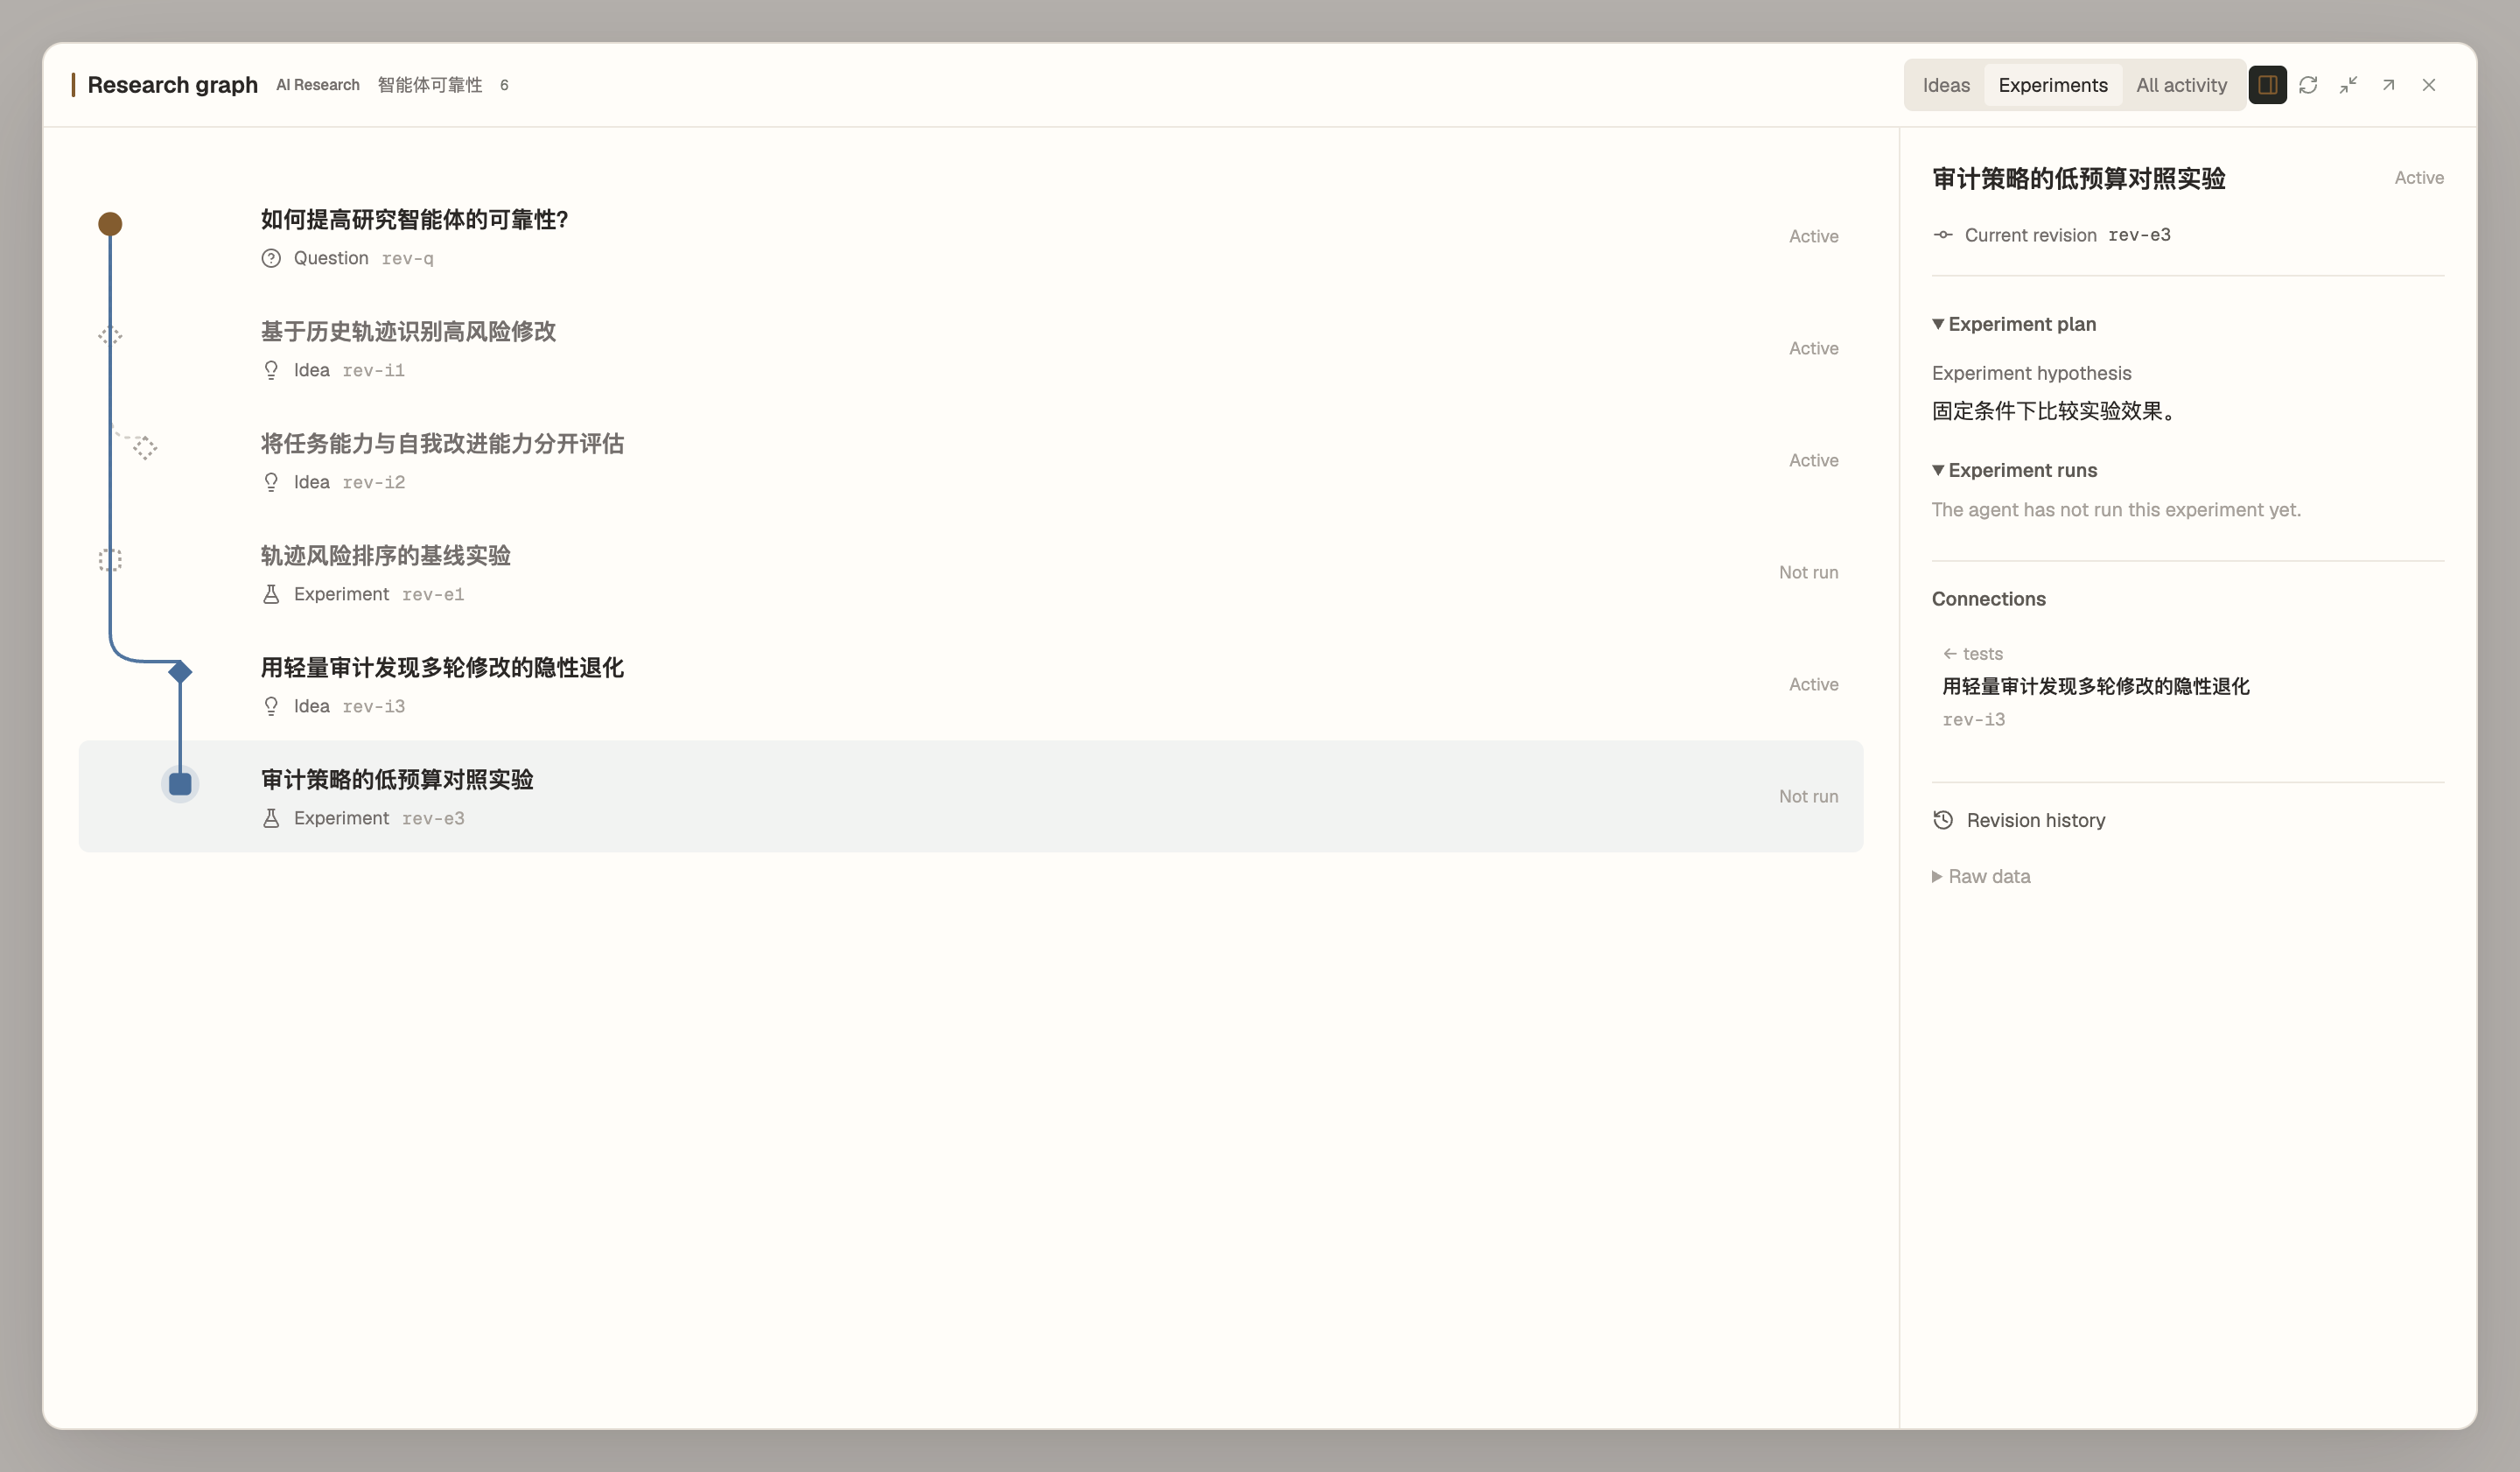 Research graph AI Research 智能体可靠性 6
Ideas Experiments All activity
如何提高研究智能体的可靠性?
Question rev-q
Active
基于历史轨迹识别高风险修改
Idea rev-i1
Active
将任务能力与自我改进能力分开评估
Idea rev-i2
Active
轨迹风险排序的基线实验
Experiment rev-e1
Not run
用轻量审计发现多轮修改的隐性退化
Idea rev-i3
Active
审计策略的低预算对照实验
Experiment rev-e3
Not run
审计策略的低预算对照实验 Active
Current revision rev-e3
Experiment plan
Experiment hypothesis
固定条件下比较实验效果。
Experiment runs
The agent has not run this experiment yet.
Connections
← tests
用轻量审计发现多轮修改的隐性退化
rev-i3
Revision history
Raw data